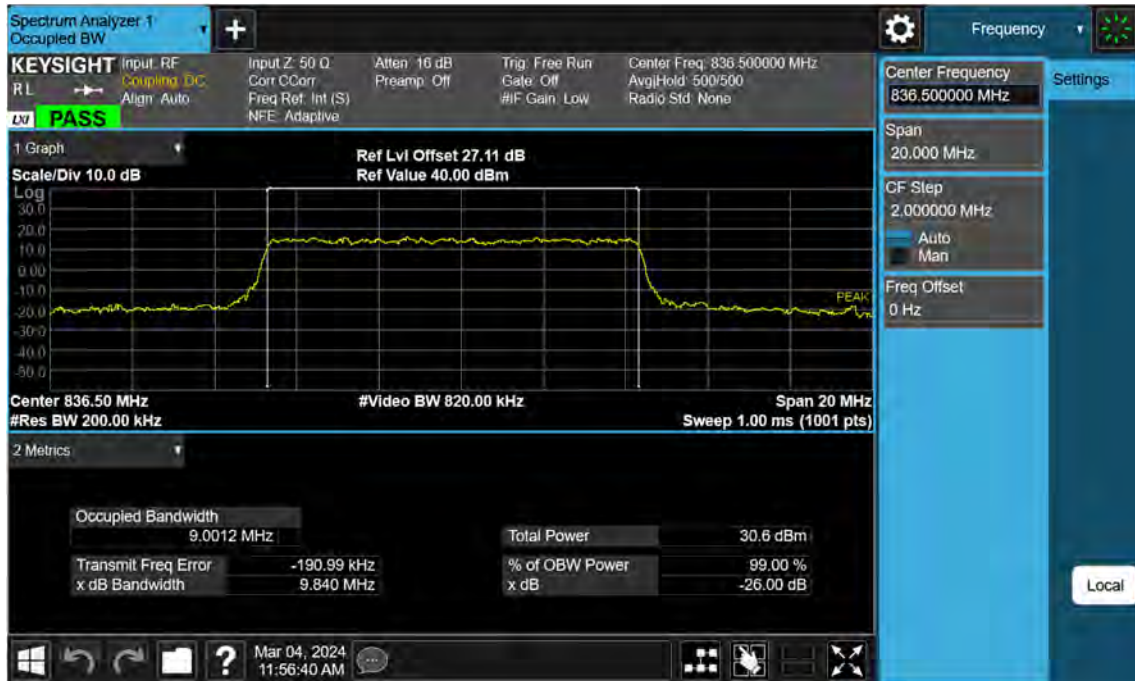 Spectrum Analyzer 1
Occupied BW
+
Frequency
KEYSIGHT
RL
LXI
PASS
Input: RF
Coupling: DC
Align: Auto
Input Z: 50 Ω
Corr CCorr
Freq Ref: Int (S)
NFE: Adaptive
Atten: 16 dB
Preamp: Off
Trig: Free Run
Gate: Off
#IF Gain: Low
Center Freq: 836.500000 MHz
Avg|Hold: 500/500
Radio Std: None
Center Frequency
836.500000 MHz
Settings
Span
20.000 MHz
CF Step
2.000000 MHz
Auto
Man
Freq Offset
0 Hz
1 Graph
Scale/Div 10.0 dB
Ref Lvl Offset 27.11 dB
Ref Value 40.00 dBm
Log
30.0
20.0
10.0
0.00
-10.0
-20.0
-30.0
-40.0
-50.0
PEAK
Center 836.50 MHz
#Video BW 820.00 kHz
Span 20 MHz
#Res BW 200.00 kHz
Sweep 1.00 ms (1001 pts)
2 Metrics
Occupied Bandwidth
9.0012 MHz
Total Power 30.6 dBm
Transmit Freq Error -190.99 kHz
% of OBW Power 99.00 %
x dB Bandwidth 9.840 MHz
x dB -26.00 dB
Local
?
Mar 04, 2024
11:56:40 AM